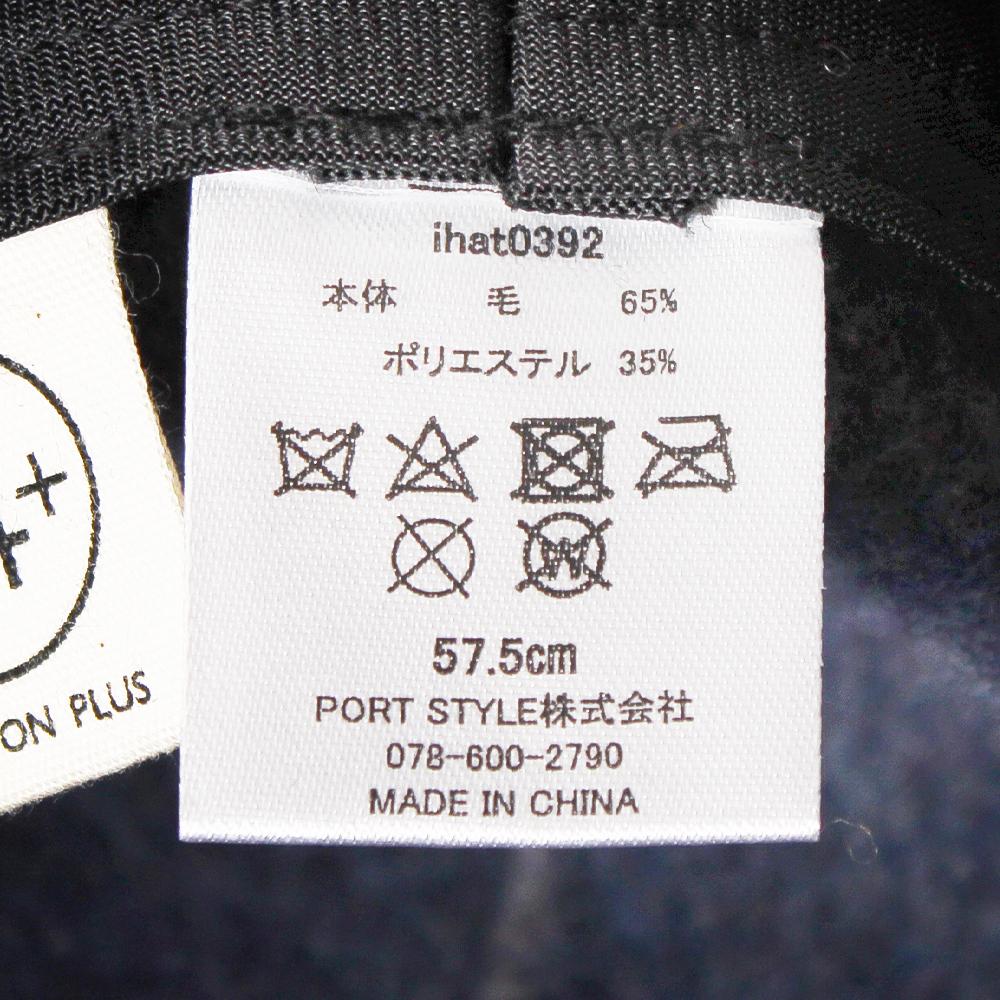 ihat0392
本体 毛 65%
ポリエステル 35%
W
57.5cm
PORT STYLE株式会社
078-600-2790
MADE IN CHINA
ON PLUS